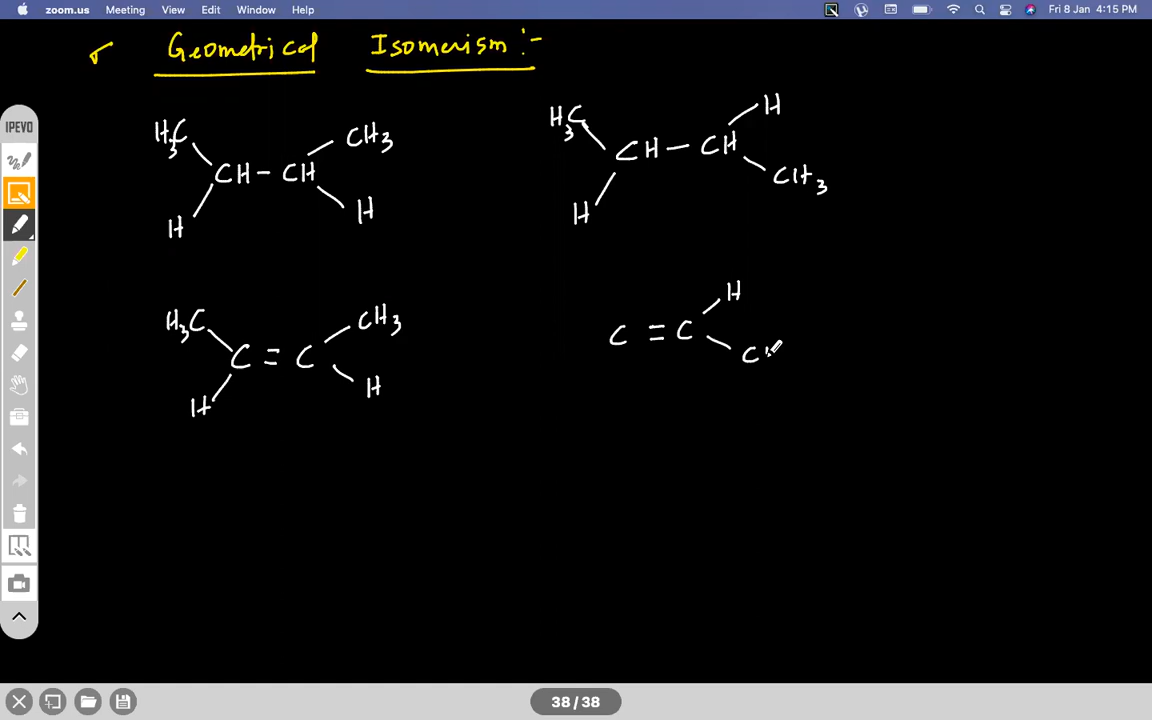 zoom.us Meeting View Edit Window Help Fri 8 Jan 4:15 PM
Geometrical Isomerism :-
IPEVO
H3C CH3
CH - CH
H H
H3C H
CH - CH
H CH3
H3C CH3
C = C
H H
H
C = C
C
38 / 38